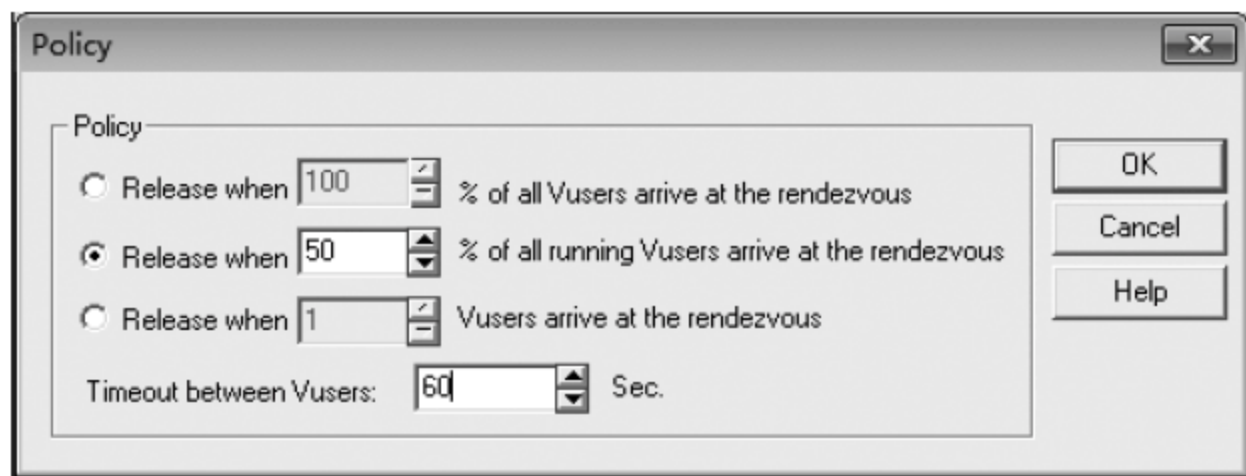 Policy
Policy
Release when 100 % of all Vusers arrive at the rendezvous
Release when 50 % of all running Vusers arrive at the rendezvous
Release when 1 Vusers arrive at the rendezvous
Timeout between Vusers: 60 Sec.
OK
Cancel
Help